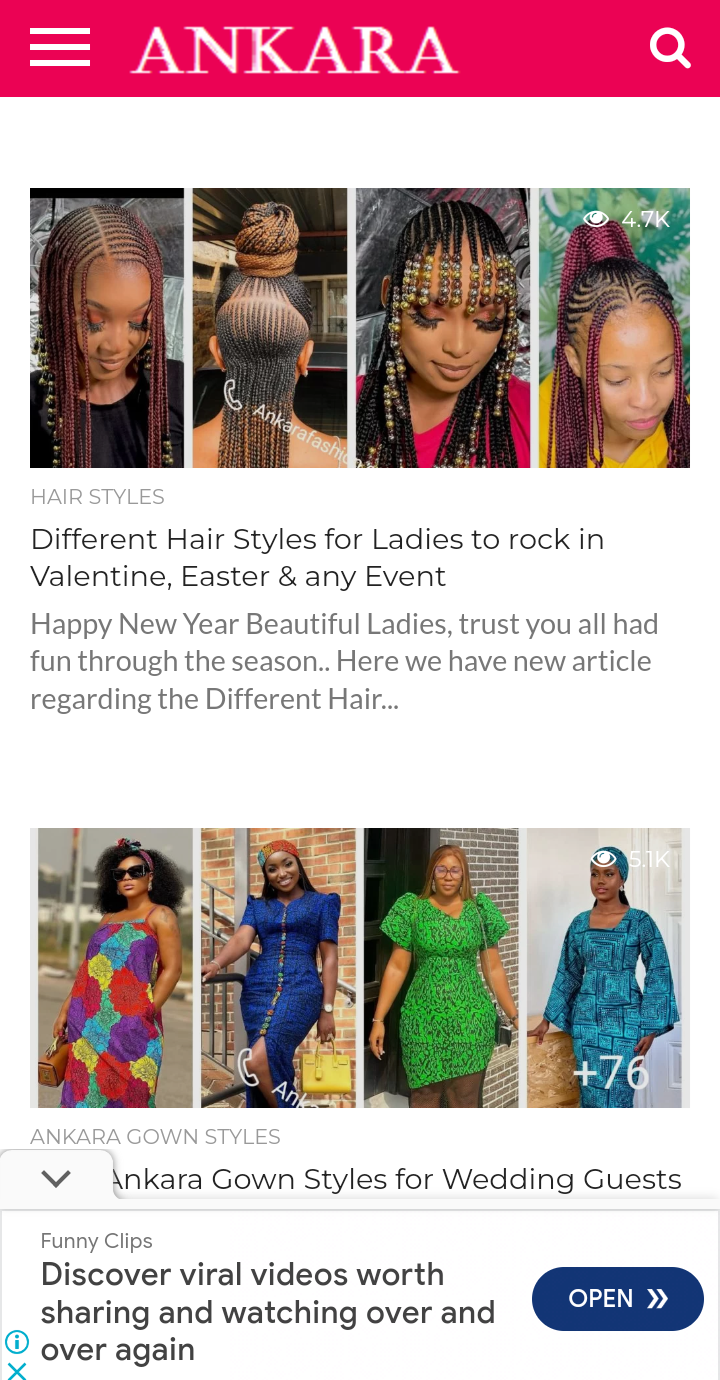 ANKARA
4.7K
HAIR STYLES
Different Hair Styles for Ladies to rock in
Valentine, Easter & any Event
Happy New Year Beautiful Ladies, trust you all had
fun through the season.. Here we have new article
regarding the Different Hair...
5.1K
+76
ANKARA GOWN STYLES
Ankara Gown Styles for Wedding Guests
Funny Clips
Discover viral videos worth
sharing and watching over and
over again
OPEN